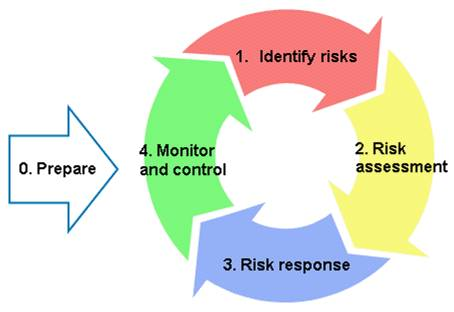 0. Prepare
1. Identify risks
2. Risk
assessment
3. Risk response
4. Monitor
and control